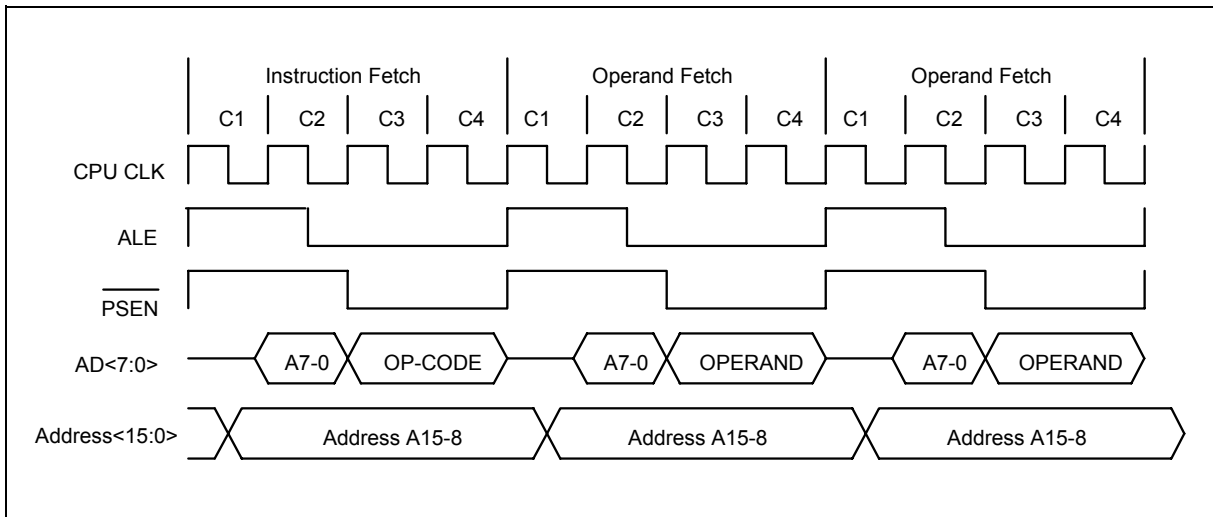 Instruction Fetch Operand Fetch Operand Fetch
C1 C2 C3 C4 C1 C2 C3 C4 C1 C2 C3 C4
CPU CLK
ALE
PSEN
AD<7:0> A7-0 OP-CODE A7-0 OPERAND A7-0 OPERAND
Address<15:0> Address A15-8 Address A15-8 Address A15-8